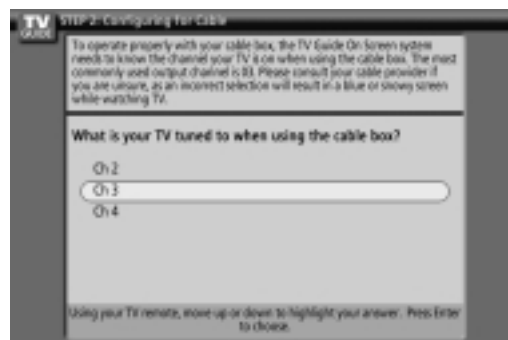 TV
GUIDE
STEP 2: Configuring for Cable
To operate properly with your cable box, the TV Guide On Screen system
needs to know the channel your TV is on when using the cable box. The most
commonly used output channel is 03. Please consult your cable provider if
you are unsure, as an incorrect selection will result in a blue or snowy screen
while watching TV.
What is your TV tuned to when using the cable box?
Ch 2
Ch 3
Ch 4
Using your TV remote, move up or down to highlight your answer. Press Enter
to choose.